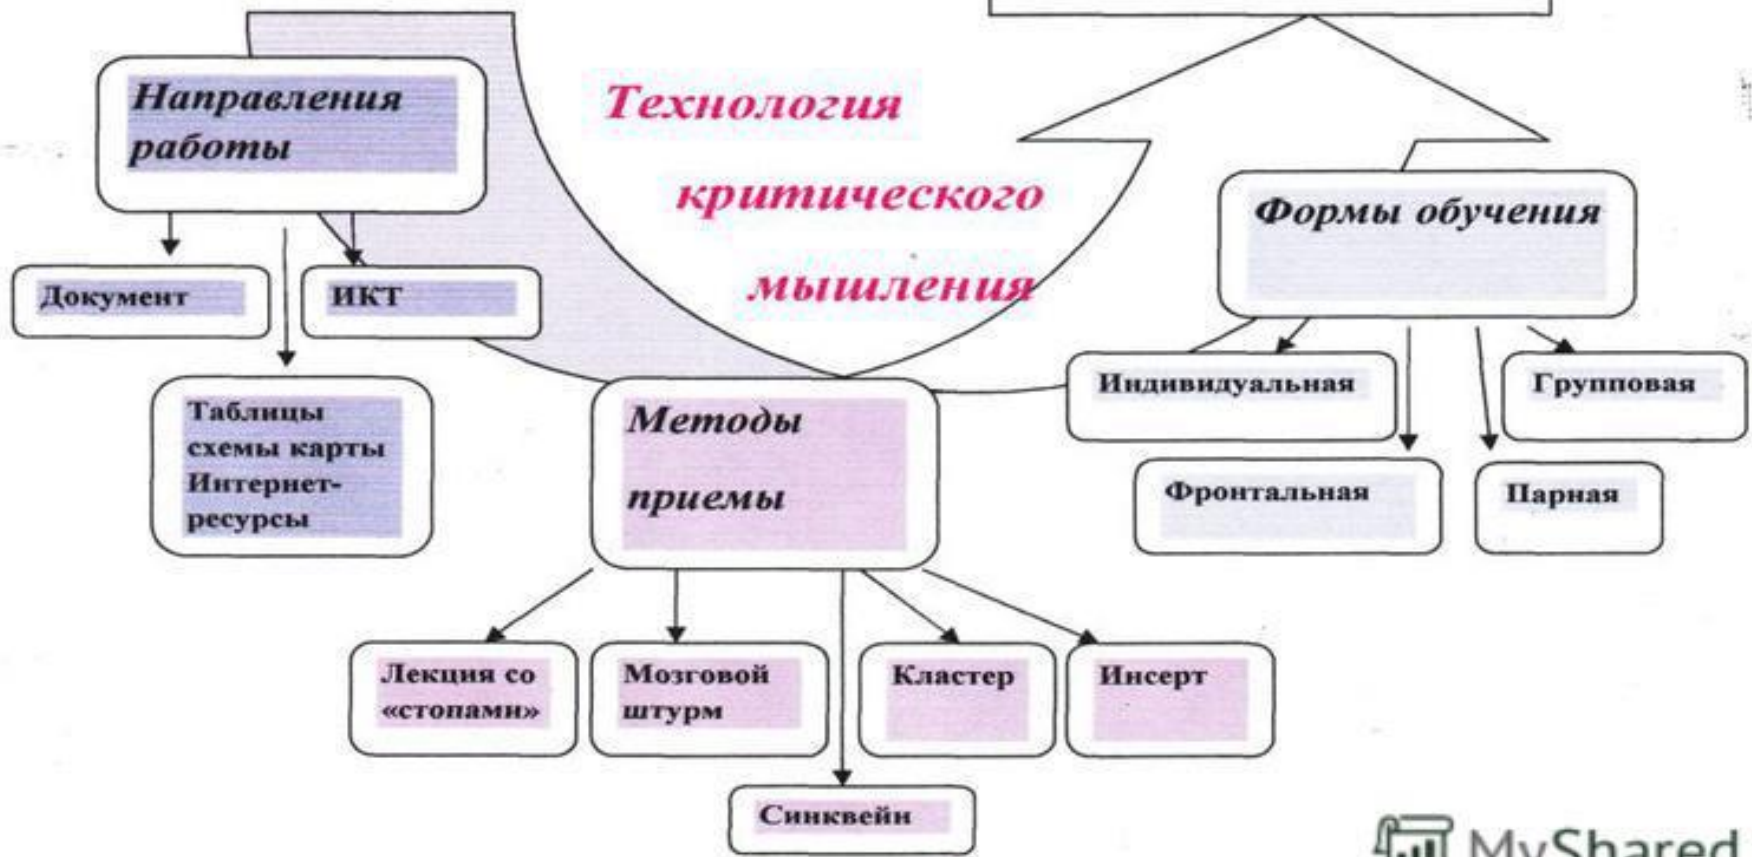 Направления
работы
Технология
критического
мышления
Формы обучения
Документ
ИКТ
Таблицы
схемы карты
Интернет-
ресурсы
Методы
приемы
Индивидуальная
Групповая
Фронтальная
Парная
Лекция со
«стопами»
Мозговой
штурм
Кластер
Инсерт
Синквейн
MyShared